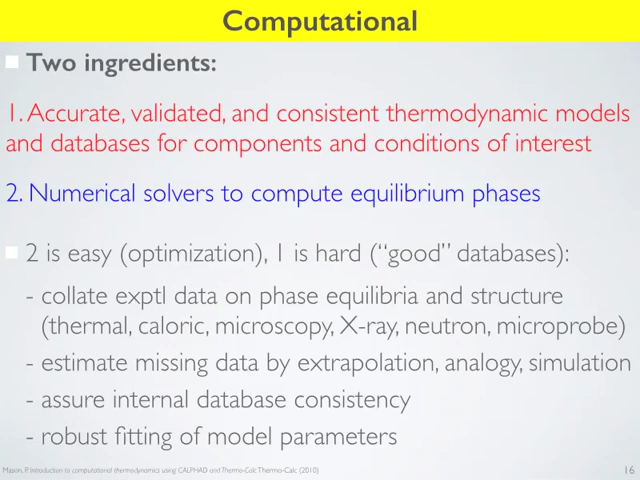 Computational
Two ingredients:
1. Accurate, validated, and consistent thermodynamic models
and databases for components and conditions of interest
2. Numerical solvers to compute equilibrium phases
2 is easy (optimization), 1 is hard (“good” databases):
- collate exptl data on phase equilibria and structure
(thermal, caloric, microscopy, X-ray, neutron, microprobe)
- estimate missing data by extrapolation, analogy, simulation
- assure internal database consistency
- robust fitting of model parameters
Mason, P. Introduction to computational thermodynamics using CALPHAD and Thermo-Calc Thermo-Calc (2010)
16